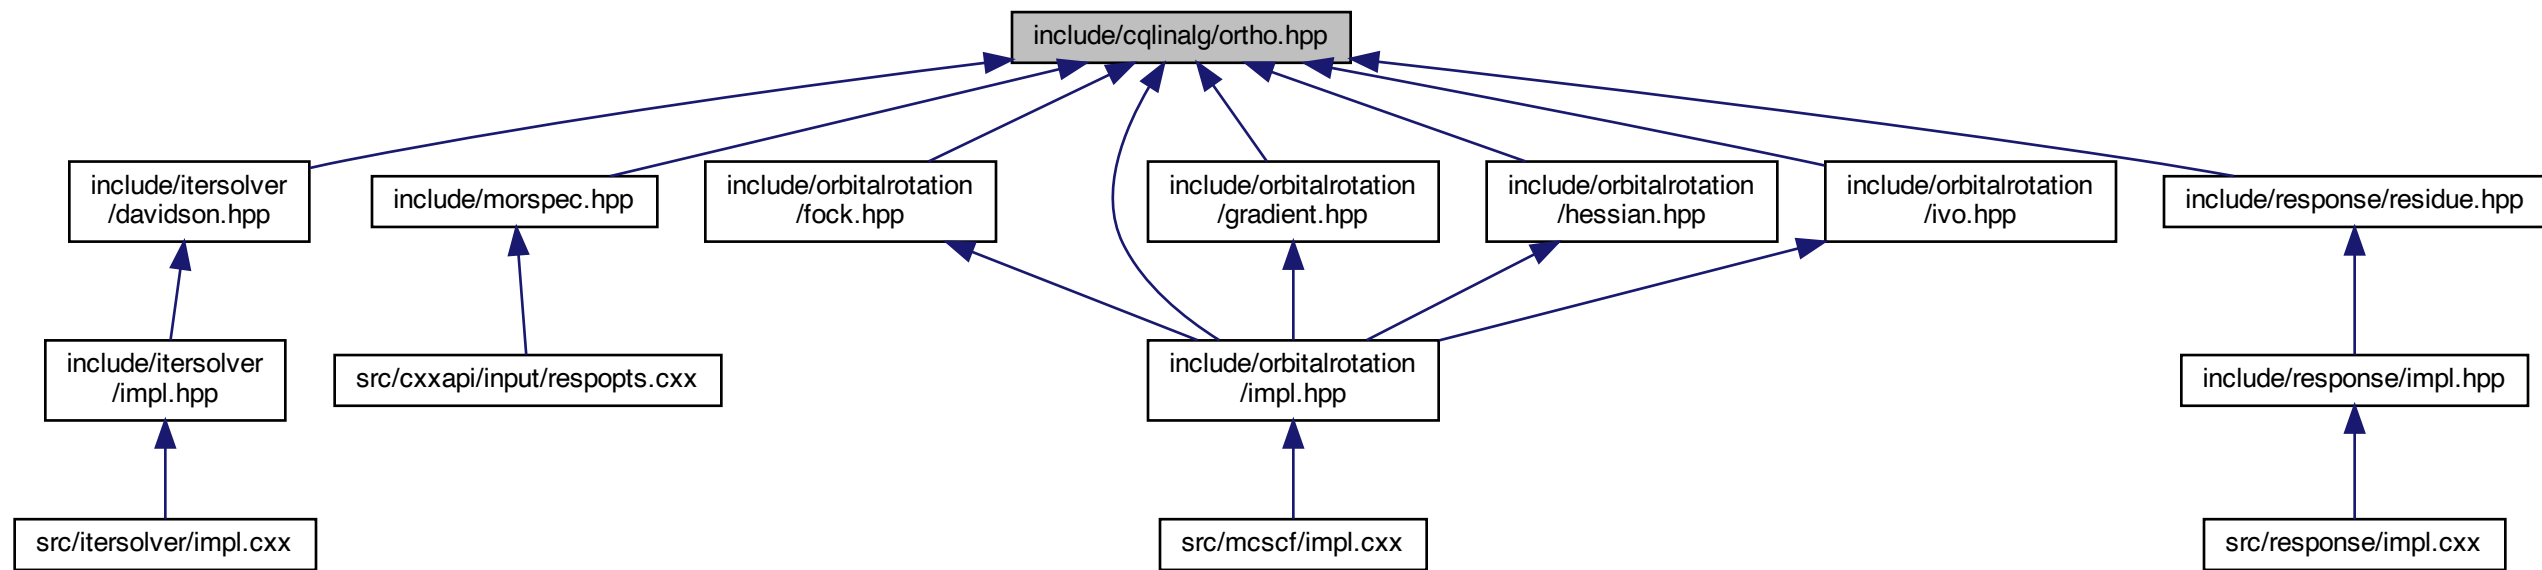 include/cqlinalg/ortho.hpp
include/itersolver
/davidson.hpp
include/morspec.hpp
include/orbitalrotation
/fock.hpp
include/orbitalrotation
/gradient.hpp
include/orbitalrotation
/hessian.hpp
include/orbitalrotation
/ivo.hpp
include/response/residue.hpp
include/itersolver
/impl.hpp
src/cxxapi/input/respopts.cxx
include/orbitalrotation
/impl.hpp
include/response/impl.hpp
src/itersolver/impl.cxx
src/mcscf/impl.cxx
src/response/impl.cxx